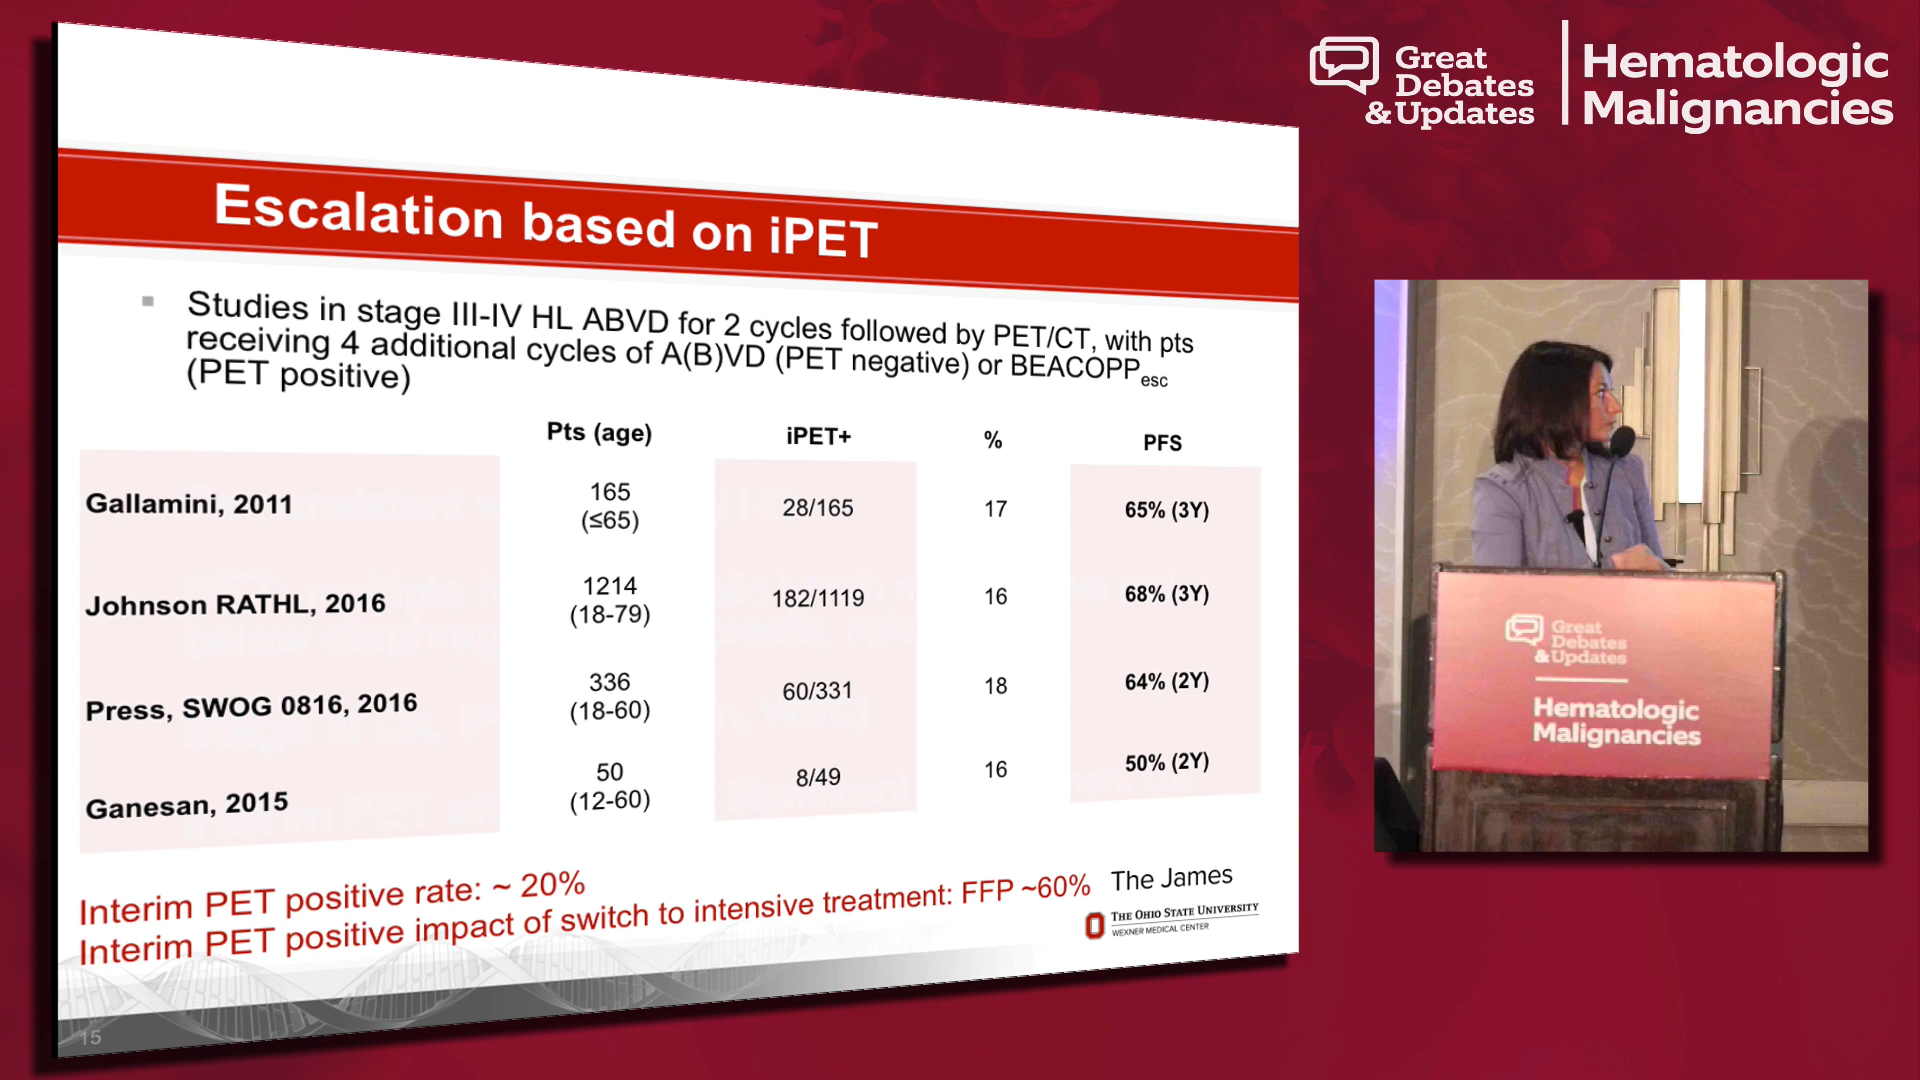 Great
Debates
&Updates
Hematologic
Malignancies
Escalation based on iPET
Studies in stage III-IV HL ABVD for 2 cycles followed by PET/CT, with pts
receiving 4 additional cycles of A(B)VD (PET negative) or BEACOPPesc
(PET positive)
Pts (age) iPET+ % PFS
Gallamini, 2011 165 (≤65) 28/165 17 65% (3Y)
Johnson RATHL, 2016 1214 (18-79) 182/1119 16 68% (3Y)
Press, SWOG 0816, 2016 336 (18-60) 60/331 18 64% (2Y)
Ganesan, 2015 50 (12-60) 8/49 16 50% (2Y)
Interim PET positive rate: ~ 20%
Interim PET positive impact of switch to intensive treatment: FFP ~60%
The James
THE OHIO STATE UNIVERSITY
WEXNER MEDICAL CENTER
15
Great
Debates
&Updates
Hematologic
Malignancies